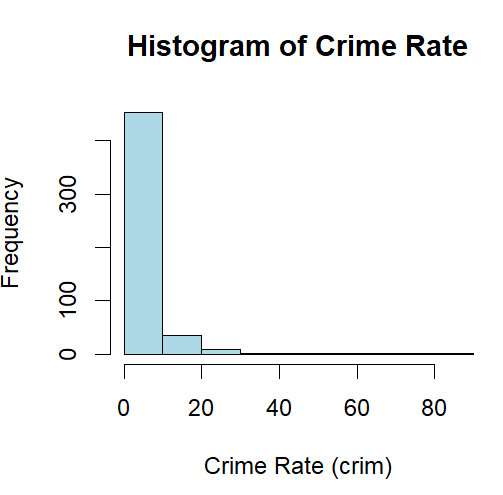 Histogram of Crime Rate
Frequency
300
100
0
0 20 40 60 80
Crime Rate (crim)